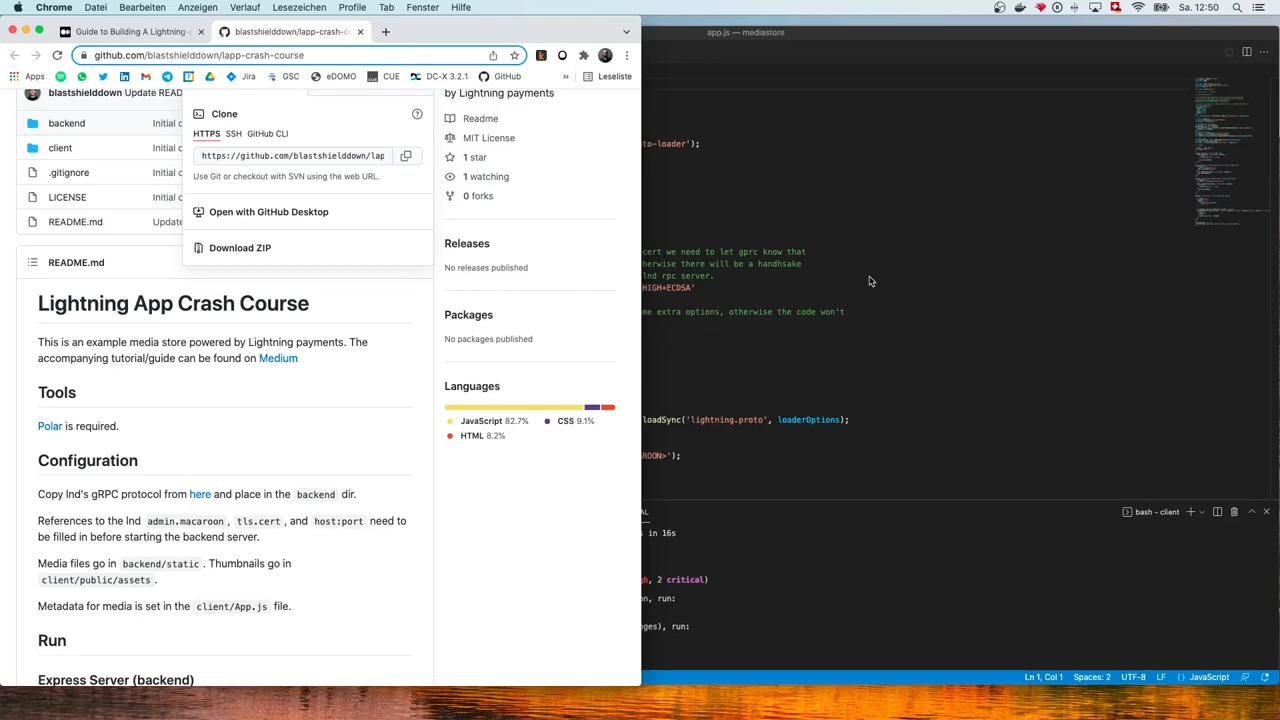 Chrome Datei Bearbeiten Anzeigen Verlauf Lesezeichen Profile Tab Fenster Hilfe Sa. 12:50
Guide to Building A Lightning-
blastshielddown/lapp-crash-co
app.js — mediastore
github.com/blastshielddown/lapp-crash-course
Apps Jira GSC eDOMO CUE DC-X 3.2.1 GitHub » Leseliste
blastshielddown Update READ
by Lightning payments
backend Initial c
client Initial c
.gitignore Initial c
LICENSE Initial c
README.md Update
Clone
HTTPS SSH GitHub CLI
https://github.com/blastshielddown/lap
Use Git or checkout with SVN using the web URL.
Open with GitHub Desktop
Download ZIP
Readme
MIT License
1 star
1 watching
0 forks
Releases
No releases published
Packages
No packages published
Languages
JavaScript 82.7% CSS 9.1%
HTML 8.2%
README.md
Lightning App Crash Course
This is an example media store powered by Lightning payments. The
accompanying tutorial/guide can be found on Medium
Tools
Polar is required.
Configuration
Copy lnd's gRPC protocol from here and place in the backend dir.
References to the lnd admin.macaroon, tls.cert, and host:port need to
be filled in before starting the backend server.
Media files go in backend/static. Thumbnails go in
client/public/assets.
Metadata for media is set in the client/App.js file.
Run
Express Server (backend)
to-loader');
cert we need to let gprc know that
herwise there will be a handhsake
lnd rpc server.
HIGH+ECDSA'
me extra options, otherwise the code won't
loadSync('lightning.proto', loaderOptions);
AROON>');
AL
bash - client
s in 16s
gh, 2 critical)
on, run:
nges), run:
Ln 1, Col 1 Spaces: 2 UTF-8 LF {} JavaScript